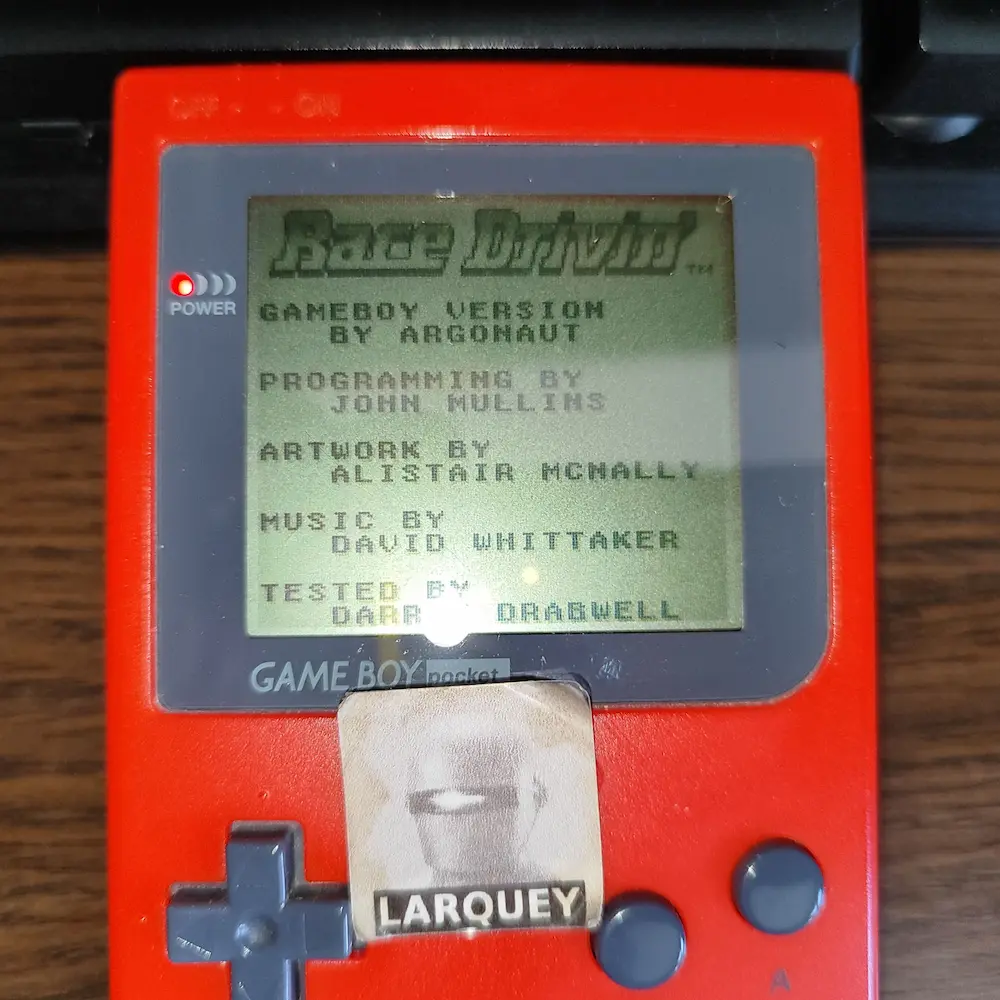 OFF ON
POWER
Race Drivin' TM
GAMEBOY VERSION
BY ARGONAUT
PROGRAMMING BY
JOHN MULLINS
ARTWORK BY
ALISTAIR MCNALLY
MUSIC BY
DAVID WHITTAKER
TESTED BY
DRABWELL
GAME BOY pocket
LARQUEY
A